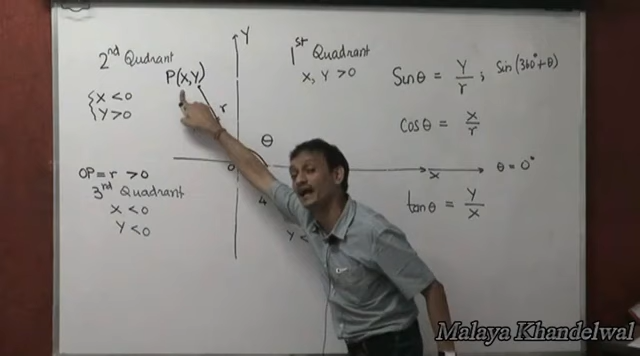 2nd Qudrant
P(X,Y)
{X < 0
{Y > 0
r
θ
Y
1st Quadrant
X, Y > 0
Sinθ = Y/r ; Sin(360°+θ)
cosθ = x/r
tanθ = Y/X
OP = r > 0
3rd Quadrant
X < 0
Y < 0
O
4
Y <
X
θ = 0°
Malaya Khandelwal